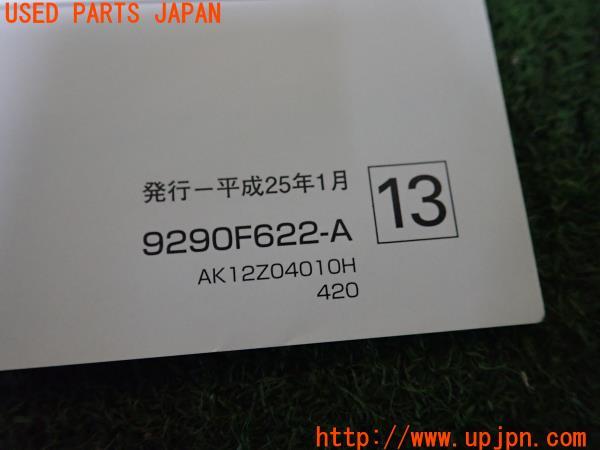 USED PARTS JAPAN
発行－平成25年1月
13
9290F622-A
AK12Z04010H
420
http://www.upjpn.com/